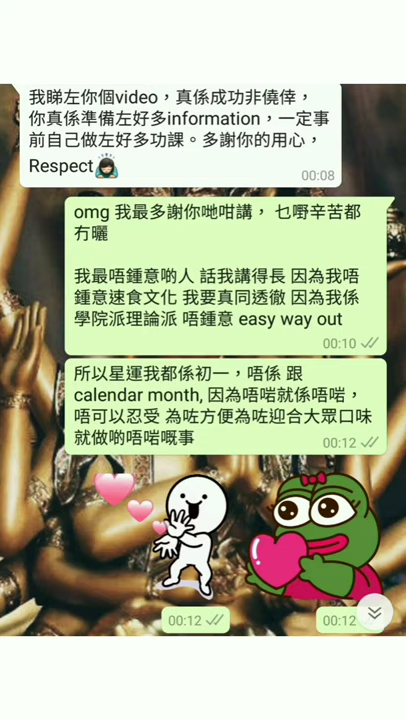 我睇左你個video，真係成功非僥倖，
你真係準備左好多information，一定事
前自己做左好多功課。多謝你的用心，
Respect🙇🏻‍♀️
00:08
omg 我最多謝你哋咁講， 乜嘢辛苦都
冇曬
我最唔鍾意啲人 話我講得長 因為我唔
鍾意速食文化 我要真同透徹 因為我係
學院派理論派 唔鍾意 easy way out
00:10
所以星運我都係初一，唔係 跟
calendar month, 因為唔啱就係唔啱，
唔可以忍受 為咗方便為咗迎合大眾口味
就做啲唔啱嘅事
00:12
00:12
00:12